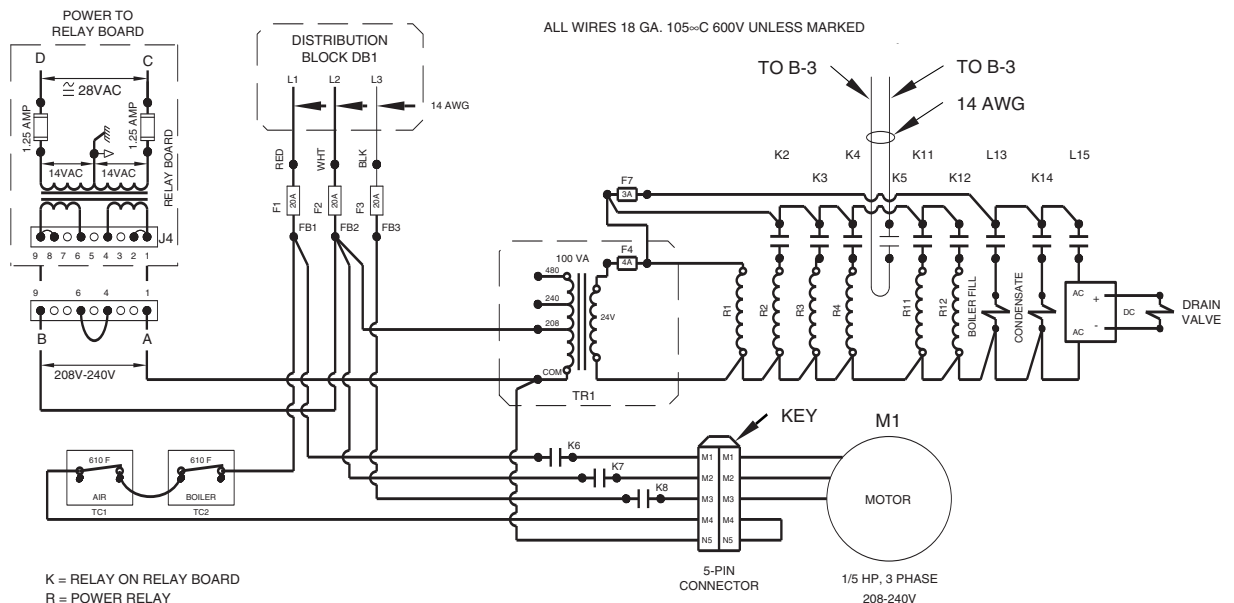 POWER TO
RELAY BOARD
D
C
≅ 28VAC
1.25 AMP
1.25 AMP
14VAC
14VAC
RELAY BOARD
J4
9 8 7 6 5 4 3 2 1
9 6 4 1
B
A
208V-240V
DISTRIBUTION
BLOCK DB1
L1 L2 L3
14 AWG
RED
WHT
BLK
F1
20A
F2
20A
F3
20A
FB1
FB2
FB3
ALL WIRES 18 GA. 105∞C 600V UNLESS MARKED
TO B-3
TO B-3
14 AWG
K2
K4
K11
L13
L15
K3
K5
K12
K14
F7
3A
F4
4A
100 VA
480
240
208
COM
24V
TR1
R1
R2
R3
R4
R11
R12
BOILER FILL
CONDENSATE
AC
+
DC
-
AC
DRAIN
VALVE
610 F
AIR
TC1
610 F
BOILER
TC2
K6
K7
K8
KEY
M1 M1
M2 M2
M3 M3
M4 M4
N5 N5
5-PIN
CONNECTOR
M1
MOTOR
1/5 HP, 3 PHASE
208-240V
K = RELAY ON RELAY BOARD
R = POWER RELAY